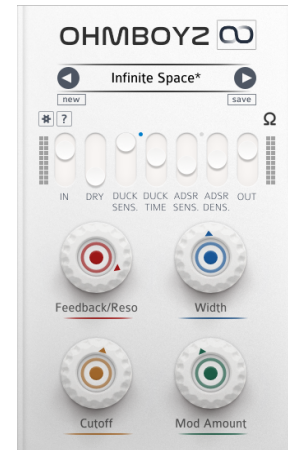 OHMBOYZ
Infinite Space*
new save
* ? Ω
IN DRY DUCK SENS. DUCK TIME ADSR SENS. ADSR DENS. OUT
Feedback/Reso Width
Cutoff Mod Amount